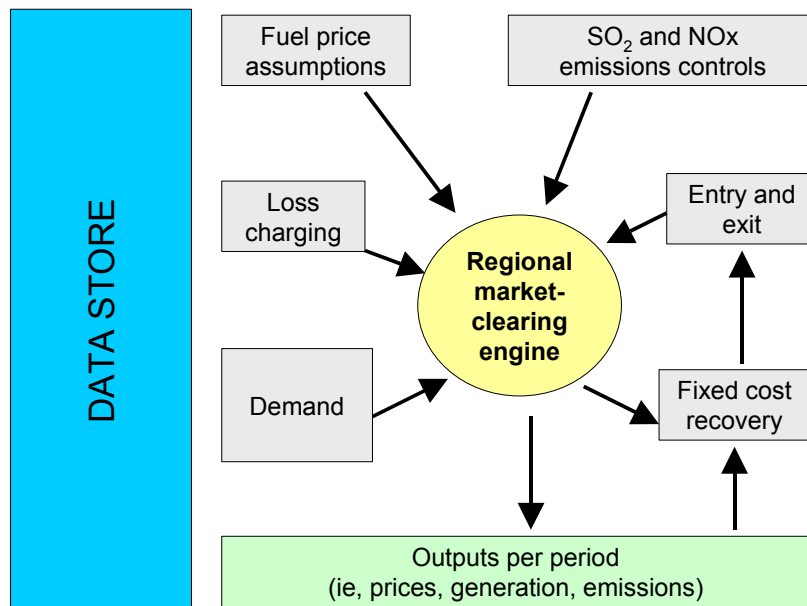 DATA STORE
Fuel price
assumptions
SO₂ and NOx
emissions controls
Loss
charging
Entry and
exit
Regional
market-
clearing
engine
Demand
Fixed cost
recovery
Outputs per period
(ie, prices, generation, emissions)